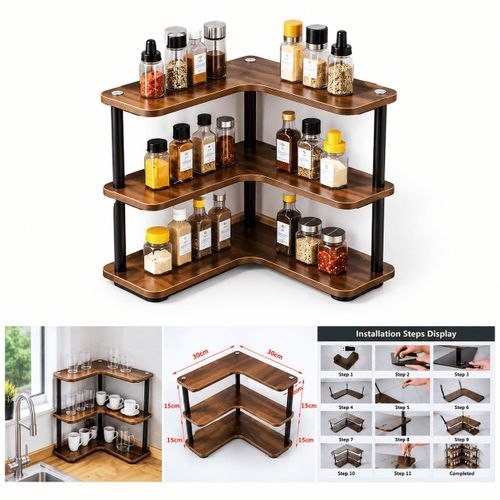 30cm
30cm
15cm
15cm
15cm
15cm
Installation Steps Display
Step 1
Step 2
Step 3
Step 4
Step 5
Step 6
Step 7
Step 8
Step 9
Step 10
Step 11
Completed